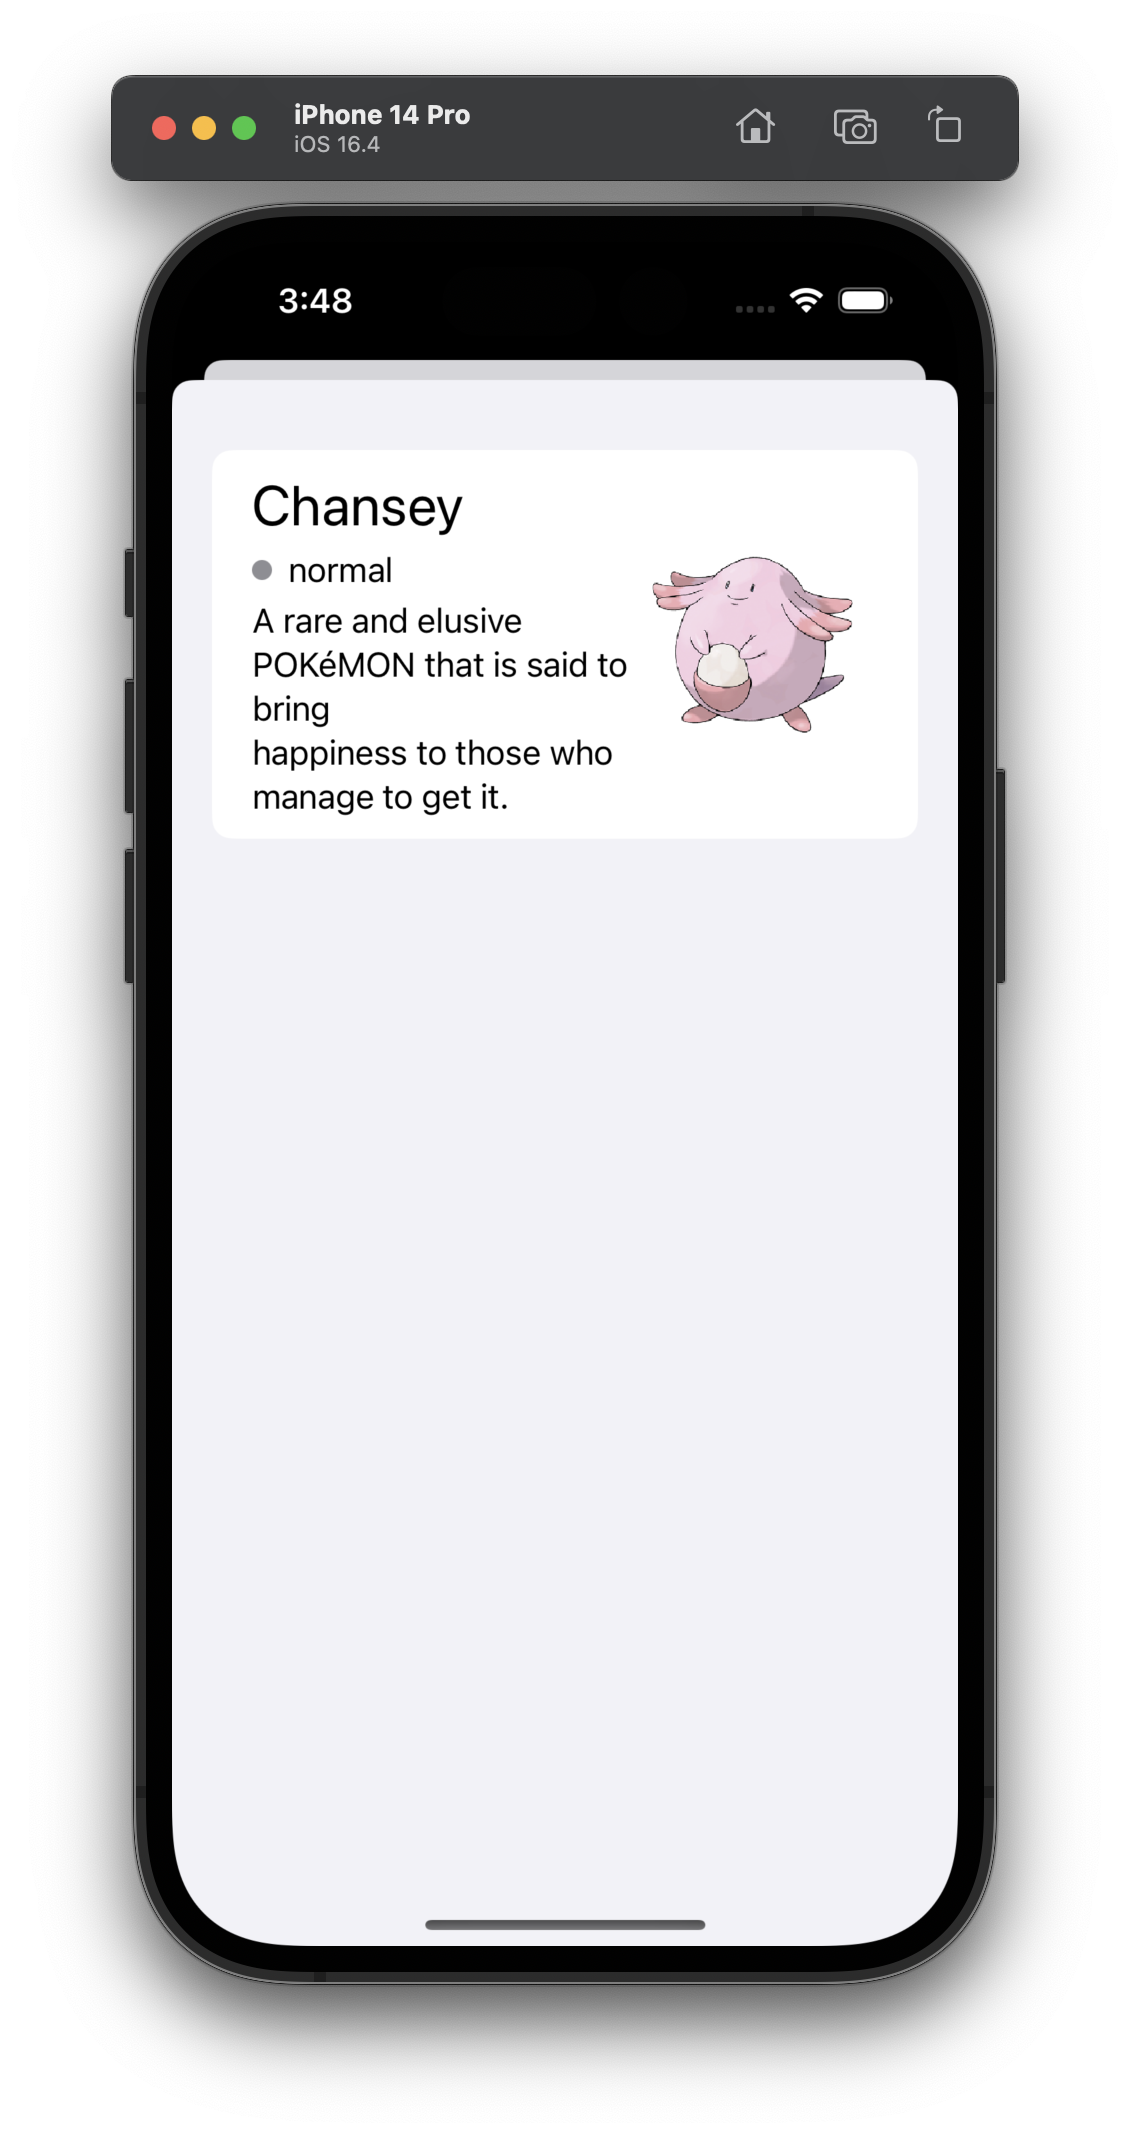 iPhone 14 Pro
iOS 16.4
3:48
Chansey
normal
A rare and elusive
POKéMON that is said to
bring
happiness to those who
manage to get it.